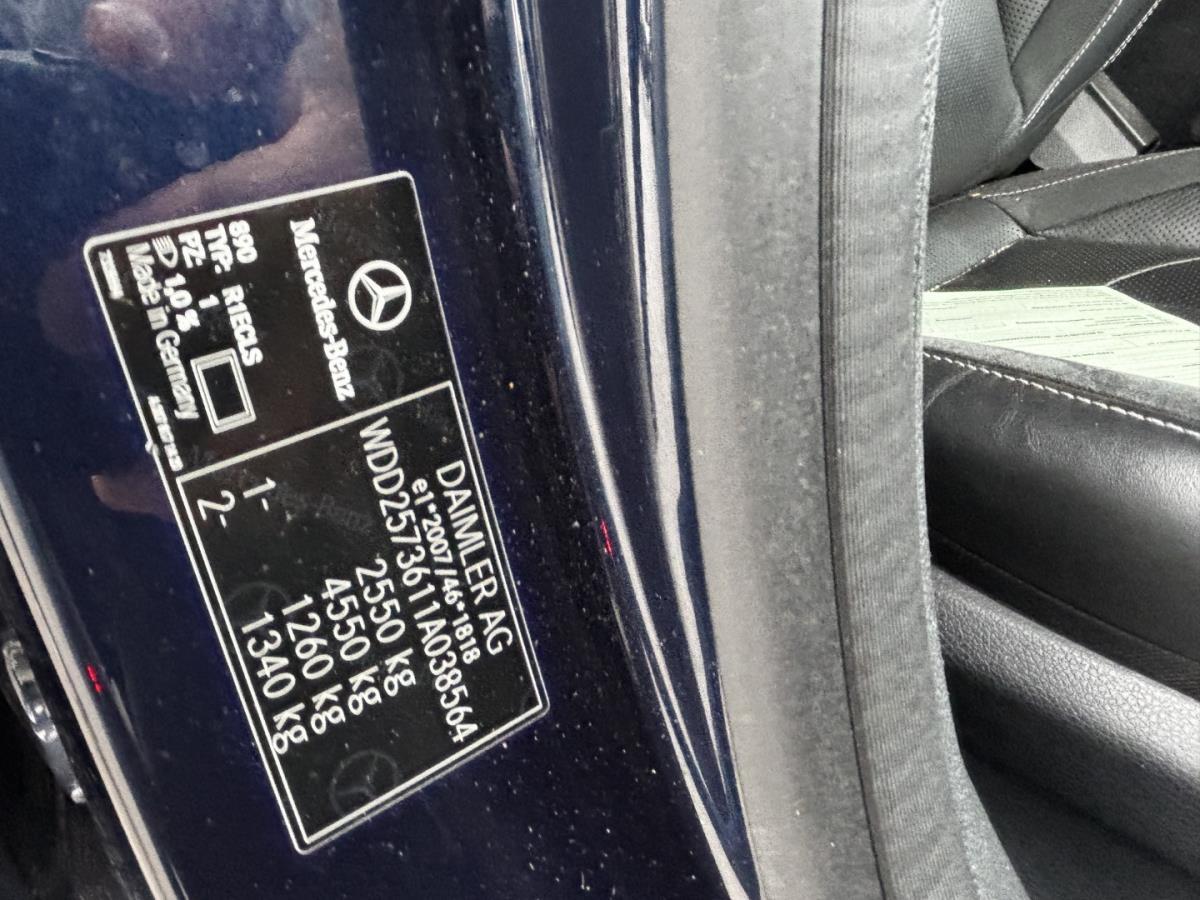 Mercedes-Benz
890
TYP: R1ECLS
PZ: 1
1,0 %
Made in Germany
DAIMLER AG
e1*2007/46*1818
WDD2573611A038564
2550 kg
4550 kg
1- 1260 kg
2- 1340 kg